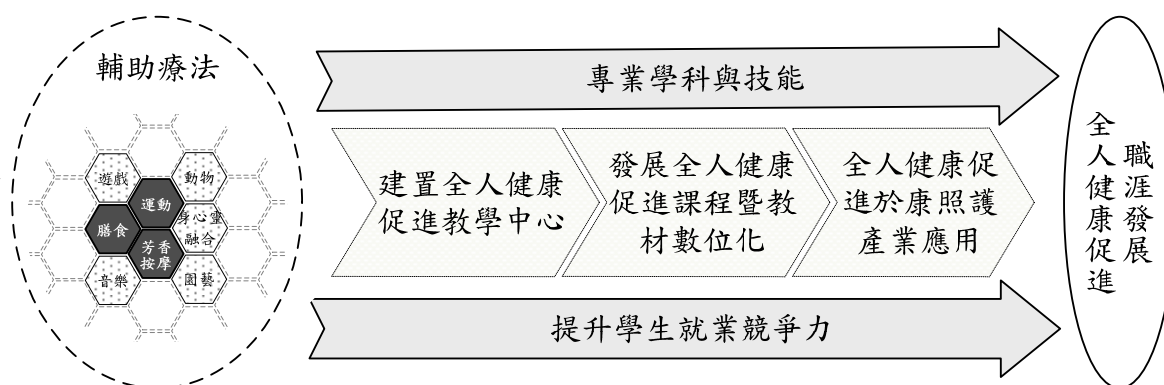 輔助療法
遊戲
動物
運動
膳食
身心靈
融合
芳香
按摩
音樂
園藝
專業學科與技能
建置全人健康
促進教學中心
發展全人健康
促進課程暨教
材數位化
全人健康促
進於康照護
產業應用
提升學生就業競爭力
全人健康促進
職涯發展